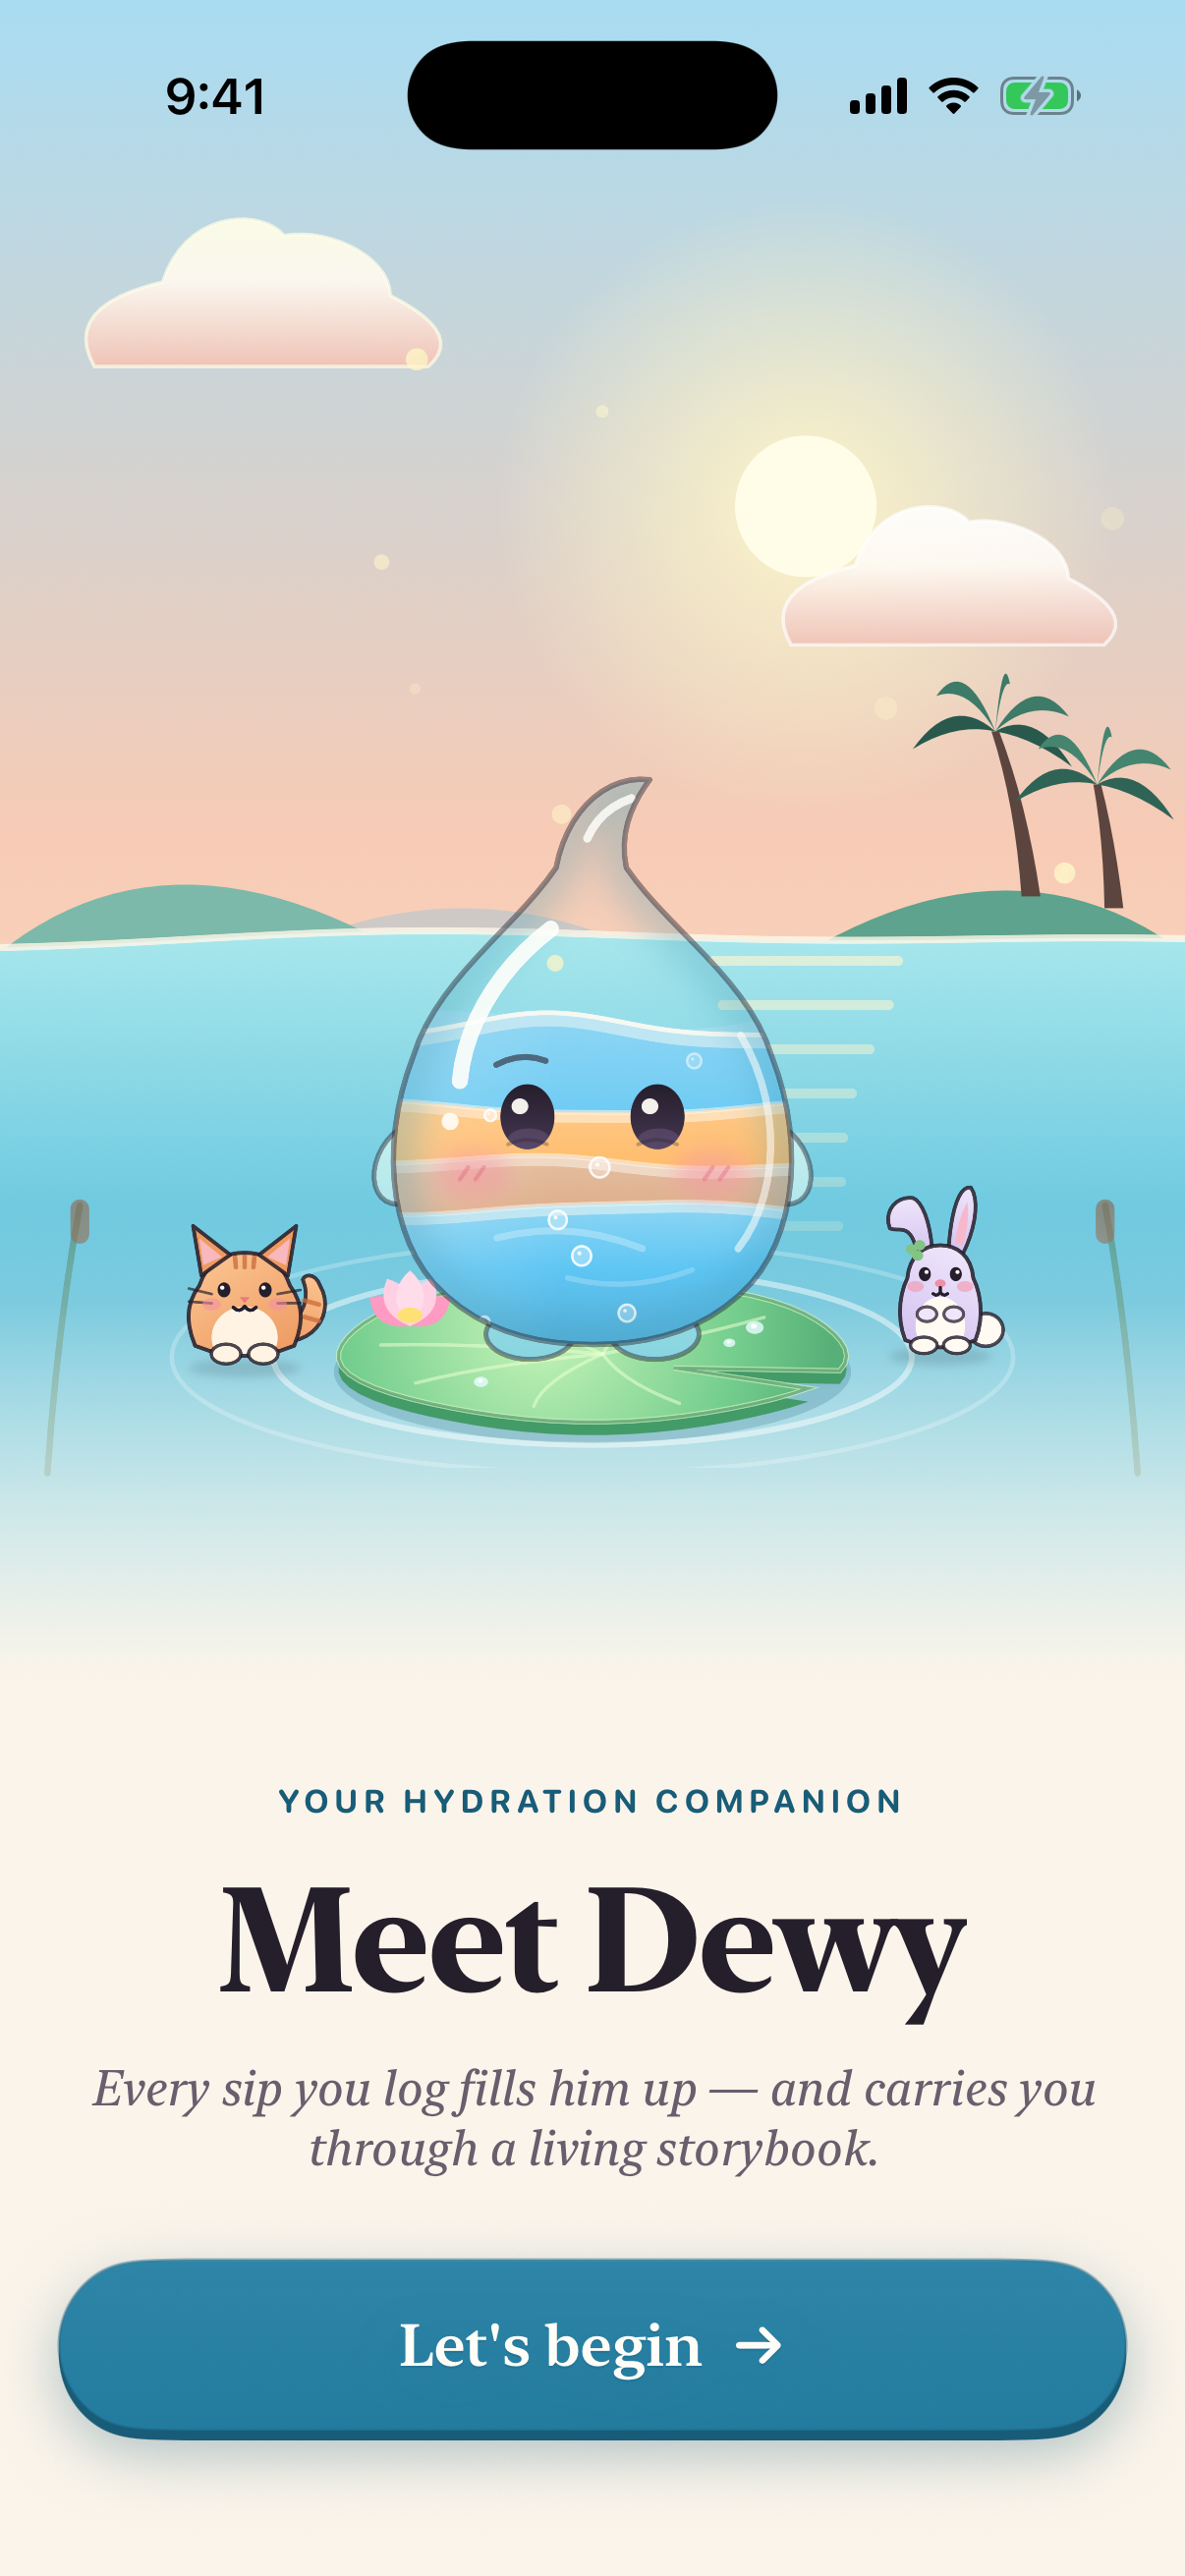 9:41
YOUR HYDRATION COMPANION
Meet Dewy
Every sip you log fills him up — and carries you
through a living storybook.
Let's begin →